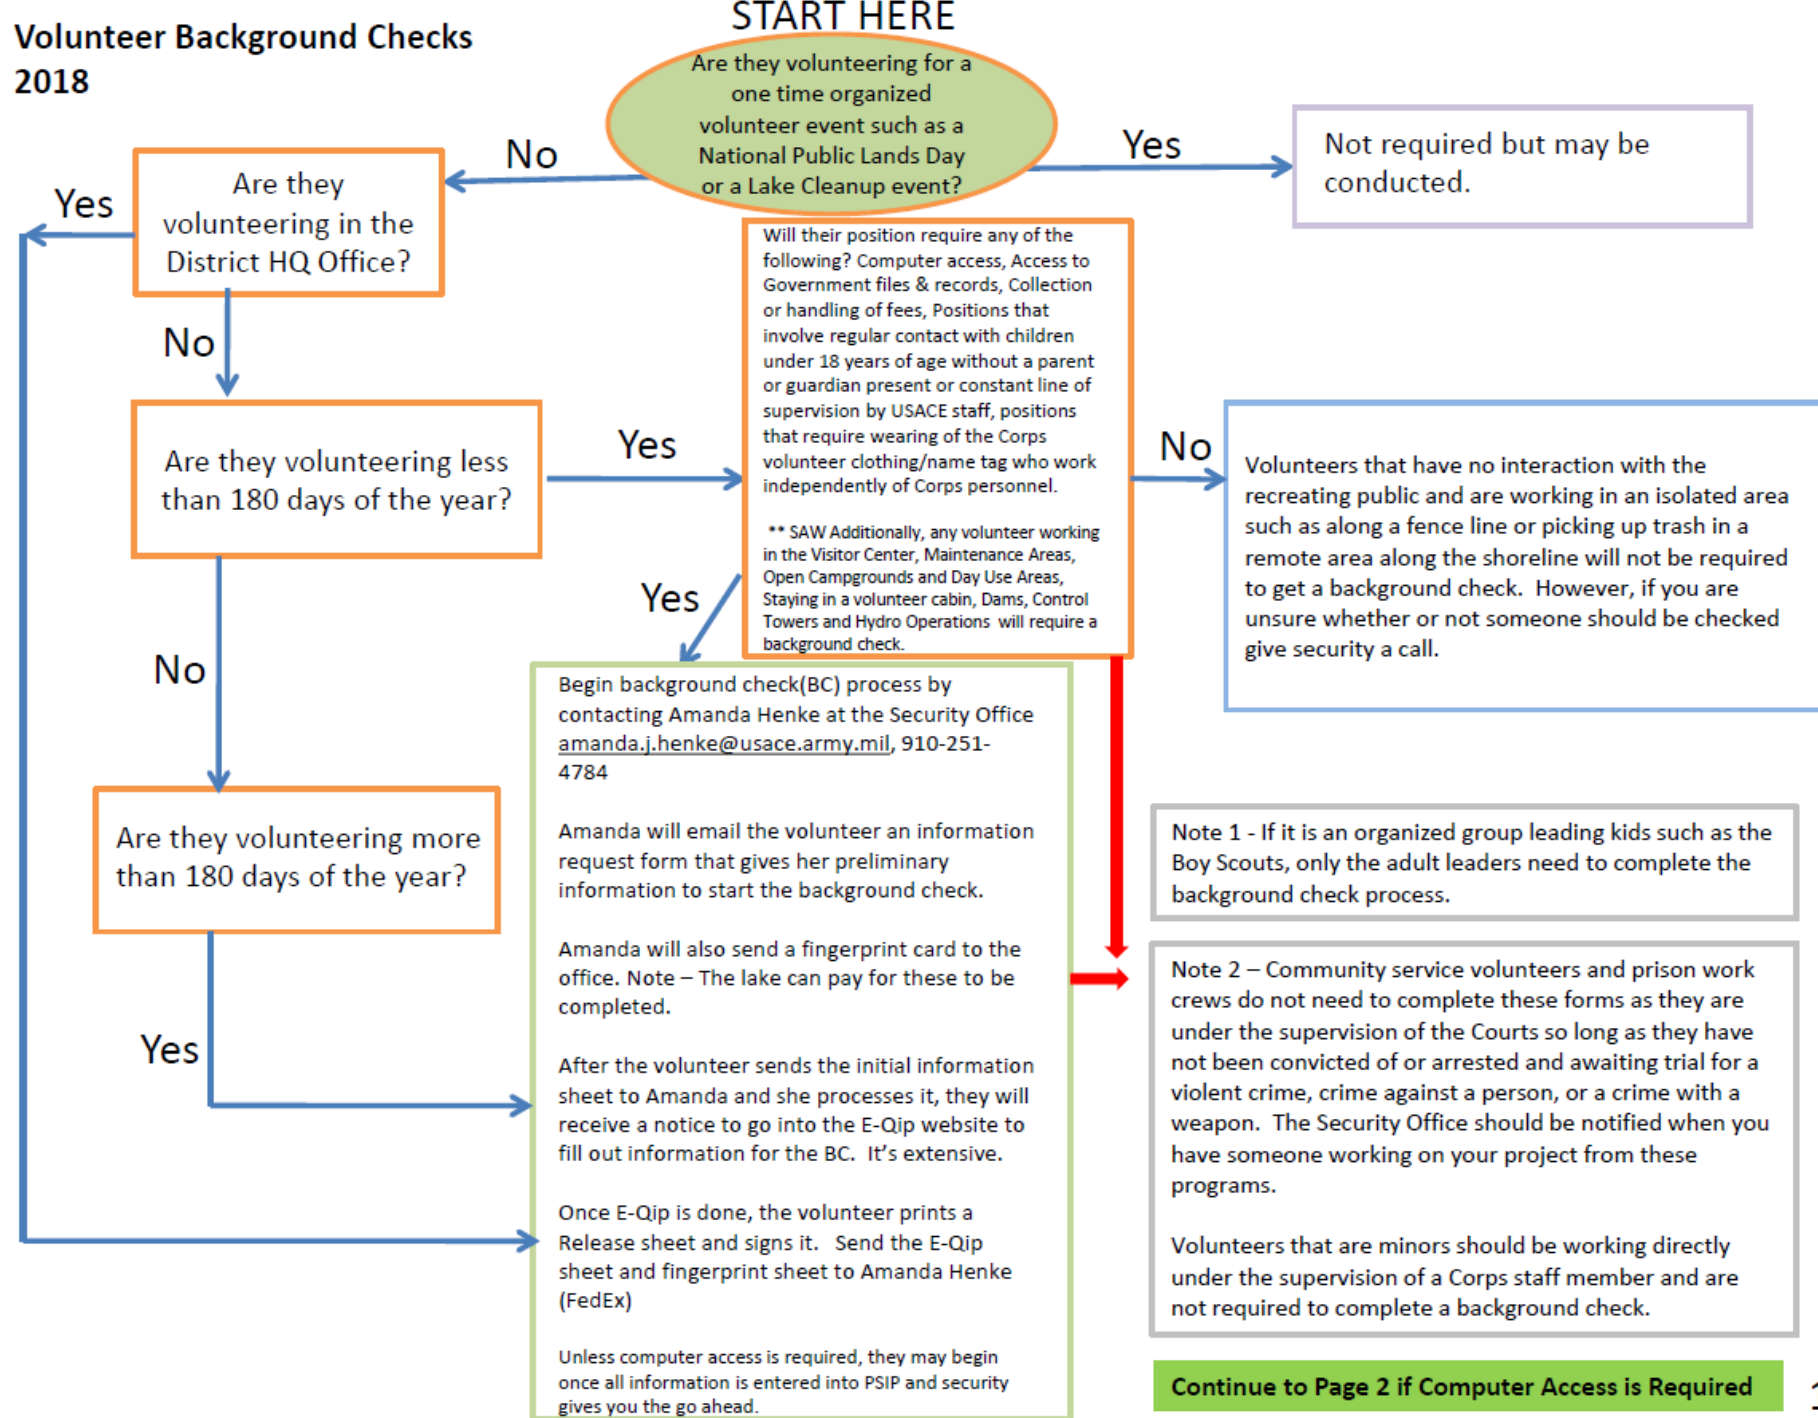 START HERE
Volunteer Background Checks
2018
Are they volunteering for a
one time organized
volunteer event such as a
National Public Lands Day
or a Lake Cleanup event?
No
Yes
Not required but may be
conducted.
Are they
volunteering in the
District HQ Office?
Yes
No
Will their position require any of the
following? Computer access, Access to
Government files & records, Collection
or handling of fees, Positions that
involve regular contact with children
under 18 years of age without a parent
or guardian present or constant line of
supervision by USACE staff, positions
that require wearing of the Corps
volunteer clothing/name tag who work
independently of Corps personnel.
** SAW Additionally, any volunteer working
in the Visitor Center, Maintenance Areas,
Open Campgrounds and Day Use Areas,
Staying in a volunteer cabin, Dams, Control
Towers and Hydro Operations will require a
background check.
Are they volunteering less
than 180 days of the year?
Yes
No
Volunteers that have no interaction with the
recreating public and are working in an isolated area
such as along a fence line or picking up trash in a
remote area along the shoreline will not be required
to get a background check. However, if you are
unsure whether or not someone should be checked
give security a call.
Yes
No
Begin background check(BC) process by
contacting Amanda Henke at the Security Office
amanda.j.henke@usace.army.mil, 910-251-
4784
Amanda will email the volunteer an information
request form that gives her preliminary
information to start the background check.
Amanda will also send a fingerprint card to the
office. Note – The lake can pay for these to be
completed.
After the volunteer sends the initial information
sheet to Amanda and she processes it, they will
receive a notice to go into the E-Qip website to
fill out information for the BC. It's extensive.
Once E-Qip is done, the volunteer prints a
Release sheet and signs it. Send the E-Qip
sheet and fingerprint sheet to Amanda Henke
(FedEx)
Unless computer access is required, they may begin
once all information is entered into PSIP and security
gives you the go ahead.
Are they volunteering more
than 180 days of the year?
Yes
Note 1 - If it is an organized group leading kids such as the
Boy Scouts, only the adult leaders need to complete the
background check process.
Note 2 – Community service volunteers and prison work
crews do not need to complete these forms as they are
under the supervision of the Courts so long as they have
not been convicted of or arrested and awaiting trial for a
violent crime, crime against a person, or a crime with a
weapon. The Security Office should be notified when you
have someone working on your project from these
programs.
Volunteers that are minors should be working directly
under the supervision of a Corps staff member and are
not required to complete a background check.
Continue to Page 2 if Computer Access is Required
1